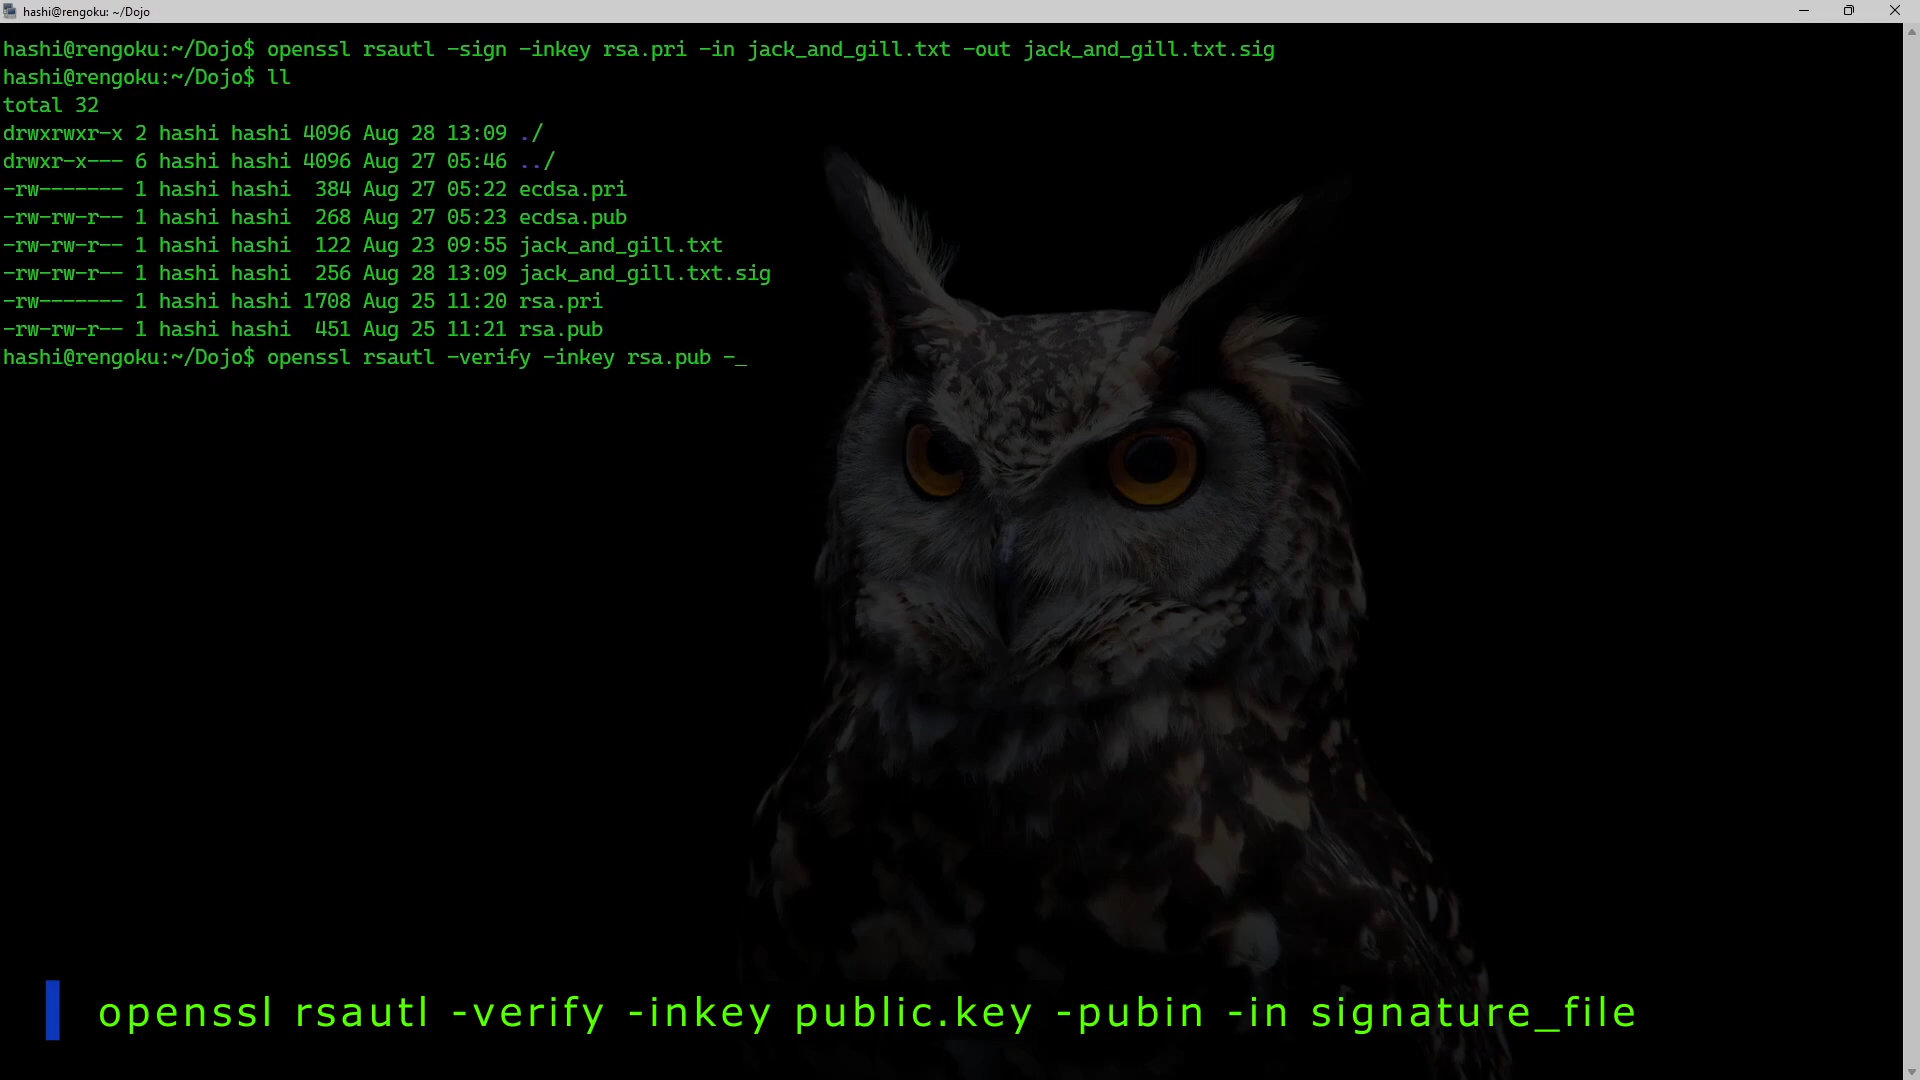 hashi@rengoku: ~/Dojo
hashi@rengoku:~/Dojo$ openssl rsautl -sign -inkey rsa.pri -in jack_and_gill.txt -out jack_and_gill.txt.sig
hashi@rengoku:~/Dojo$ ll
total 32
drwxrwxr-x 2 hashi hashi 4096 Aug 28 13:09 ./
drwxr-x--- 6 hashi hashi 4096 Aug 27 05:46 ../
-rw------- 1 hashi hashi  384 Aug 27 05:22 ecdsa.pri
-rw-rw-r-- 1 hashi hashi  268 Aug 27 05:23 ecdsa.pub
-rw-rw-r-- 1 hashi hashi  122 Aug 23 09:55 jack_and_gill.txt
-rw-rw-r-- 1 hashi hashi  256 Aug 28 13:09 jack_and_gill.txt.sig
-rw------- 1 hashi hashi 1708 Aug 25 11:20 rsa.pri
-rw-rw-r-- 1 hashi hashi  451 Aug 25 11:21 rsa.pub
hashi@rengoku:~/Dojo$ openssl rsautl -verify -inkey rsa.pub -_
openssl rsautl -verify -inkey public.key -pubin -in signature_file